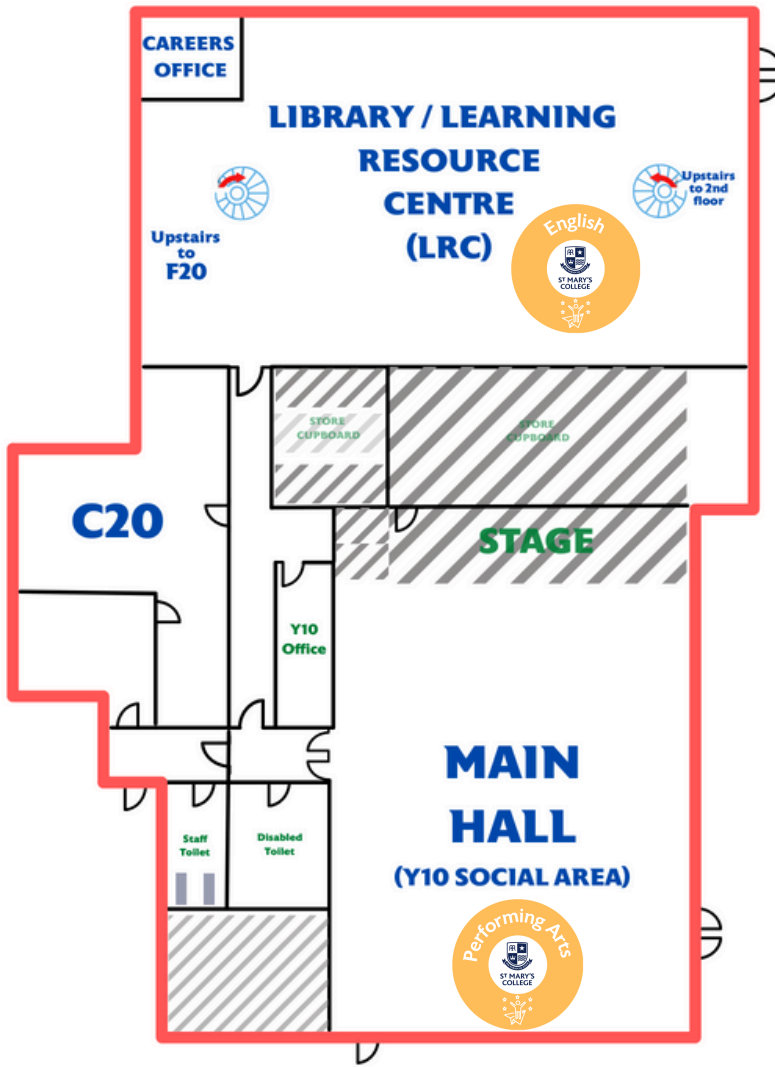 CAREERS
OFFICE
LIBRARY / LEARNING
RESOURCE
CENTRE
(LRC)
Upstairs
to 2nd
floor
Upstairs
to
F20
English
ST MARY'S
COLLEGE
STORE
CUPBOARD
STORE
CUPBOARD
C20
STAGE
Y10
Office
MAIN
HALL
(Y10 SOCIAL AREA)
Staff
Toilet
Disabled
Toilet
Performing Arts
ST MARY'S
COLLEGE